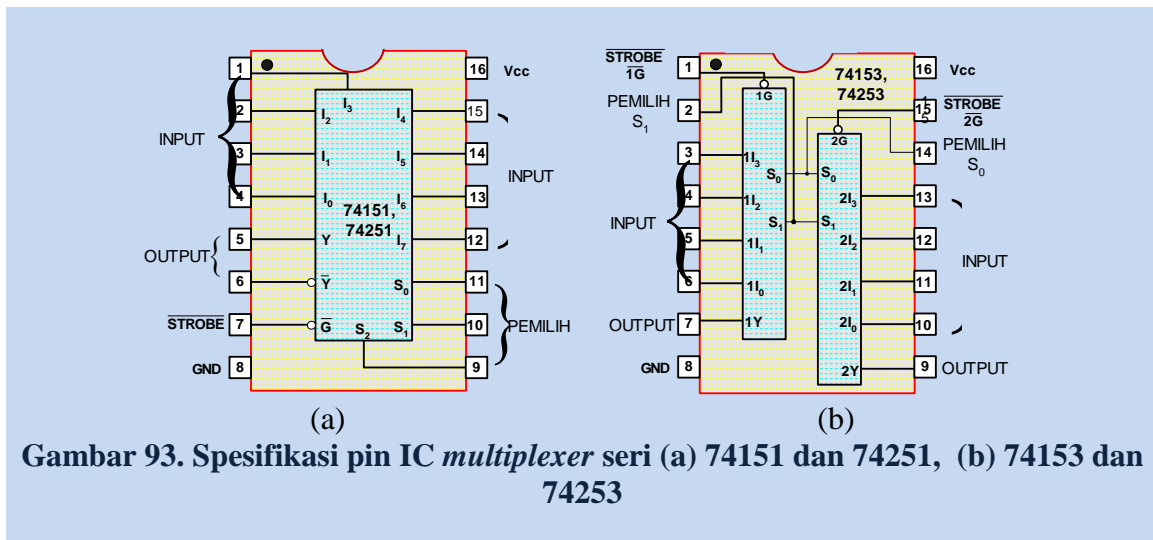 1
2
3
4
5
6
7
8
16
15
14
13
12
11
10
9
Vcc
INPUT
OUTPUT
STROBE
GND
INPUT
PEMILIH
I3
I2
I1
I0
Y
Y
G
S2
I4
I5
I6
I7
S0
S1
74151,
74251
(a)
STROBE
1G
PEMILIH
S1
INPUT
OUTPUT
GND
1
2
3
4
5
6
7
8
74153,
74253
16
15
14
13
12
11
10
9
Vcc
STROBE
2G
PEMILIH
S0
INPUT
OUTPUT
1G
1I3
1I2
1I1
1I0
1Y
S0
S1
2G
S0
S1
2I3
2I2
2I1
2I0
2Y
(b)
Gambar 93. Spesifikasi pin IC multiplexer seri (a) 74151 dan 74251, (b) 74153 dan
74253